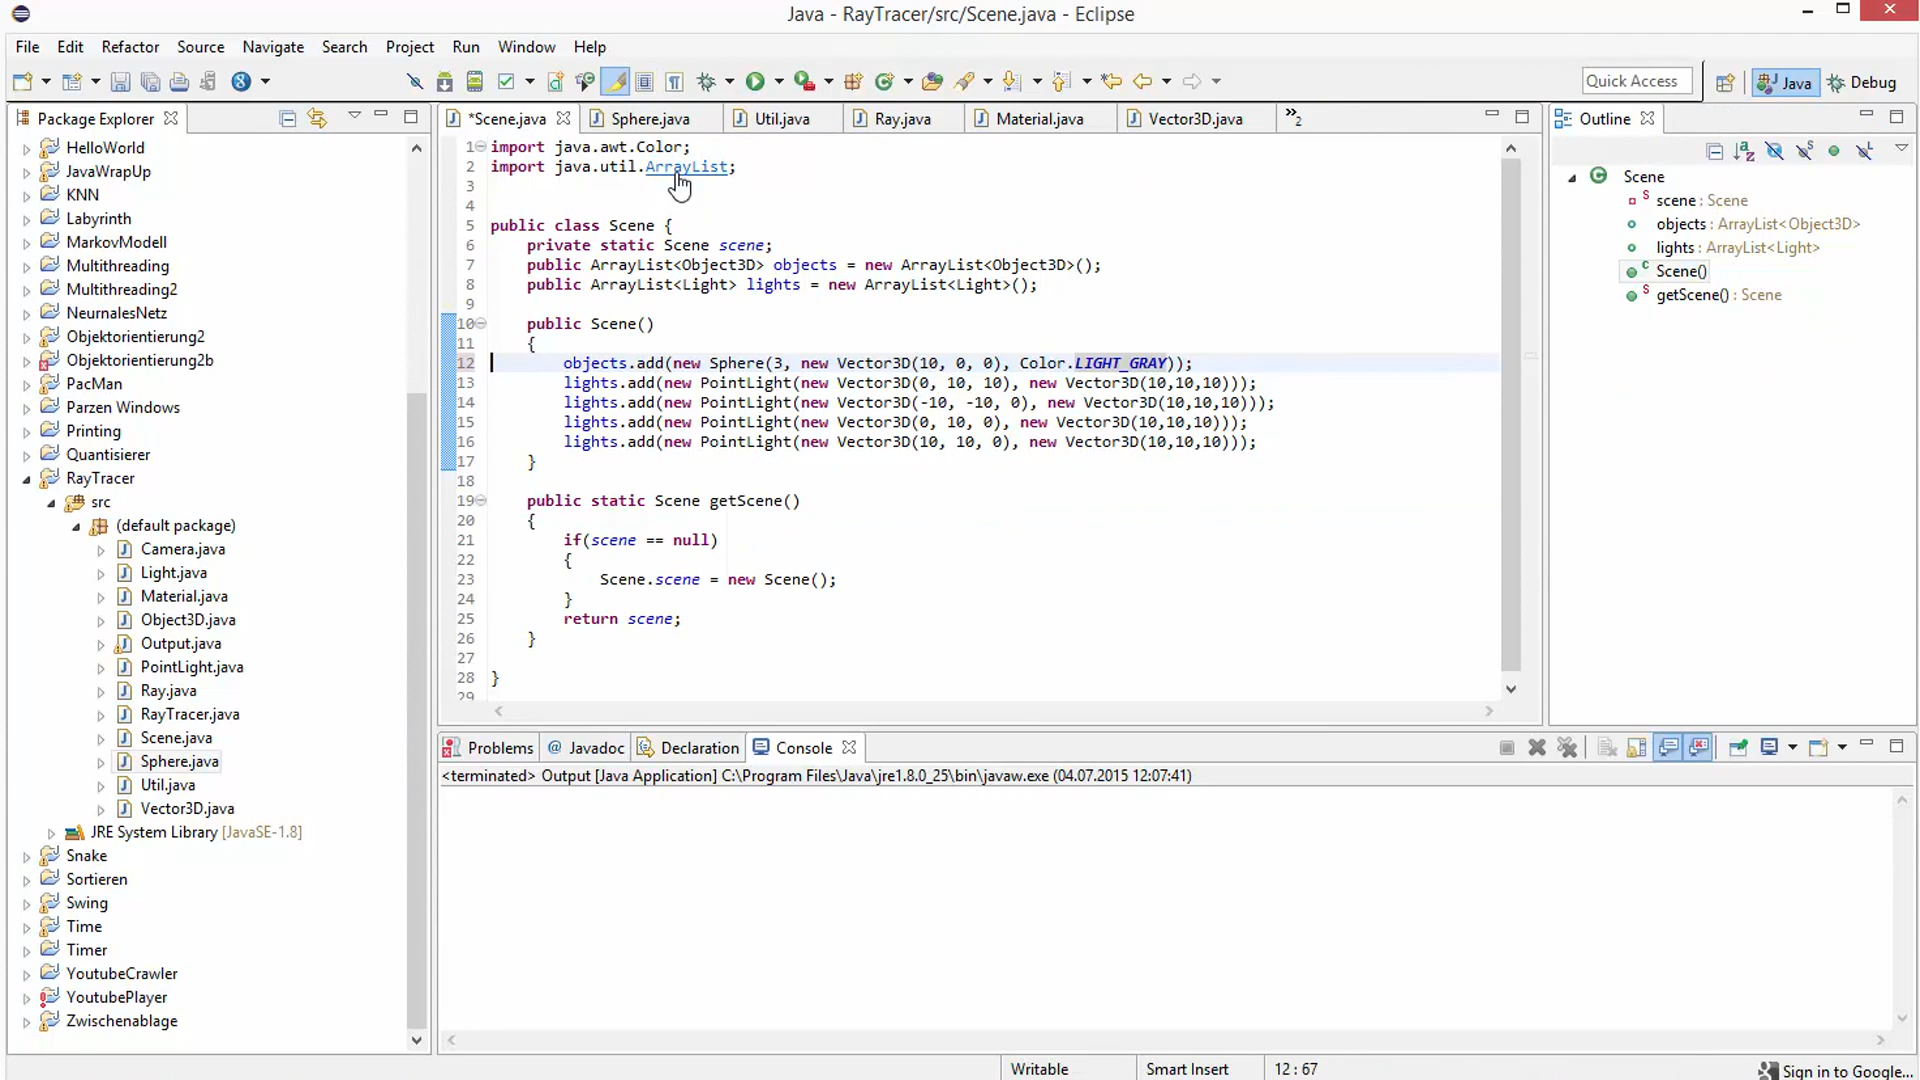 Java - RayTracer/src/Scene.java - Eclipse
File Edit Refactor Source Navigate Search Project Run Window Help
Quick Access Java Debug
Package Explorer
HelloWorld
JavaWrapUp
KNN
Labyrinth
MarkovModell
Multithreading
Multithreading2
NeurnalesNetz
Objektorientierung2
Objektorientierung2b
PacMan
Parzen Windows
Printing
Quantisierer
RayTracer
src
(default package)
Camera.java
Light.java
Material.java
Object3D.java
Output.java
PointLight.java
Ray.java
RayTracer.java
Scene.java
Sphere.java
Util.java
Vector3D.java
JRE System Library [JavaSE-1.8]
Snake
Sortieren
Swing
Time
Timer
YoutubeCrawler
YoutubePlayer
Zwischenablage
*Scene.java Sphere.java Util.java Ray.java Material.java Vector3D.java »2
1 import java.awt.Color;
2 import java.util.ArrayList;
3
4
5 public class Scene {
6 private static Scene scene;
7 public ArrayList<Object3D> objects = new ArrayList<Object3D>();
8 public ArrayList<Light> lights = new ArrayList<Light>();
9
10 public Scene()
11 {
12 objects.add(new Sphere(3, new Vector3D(10, 0, 0), Color.LIGHT_GRAY));
13 lights.add(new PointLight(new Vector3D(0, 10, 10), new Vector3D(10,10,10)));
14 lights.add(new PointLight(new Vector3D(-10, -10, 0), new Vector3D(10,10,10)));
15 lights.add(new PointLight(new Vector3D(0, 10, 0), new Vector3D(10,10,10)));
16 lights.add(new PointLight(new Vector3D(10, 10, 0), new Vector3D(10,10,10)));
17 }
18
19 public static Scene getScene()
20 {
21 if(scene == null)
22 {
23 Scene.scene = new Scene();
24 }
25 return scene;
26 }
27
28 }
29
Outline
Scene
scene : Scene
objects : ArrayList<Object3D>
lights : ArrayList<Light>
Scene()
getScene() : Scene
Problems @ Javadoc Declaration Console
<terminated> Output [Java Application] C:\Program Files\Java\jre1.8.0_25\bin\javaw.exe (04.07.2015 12:07:41)
Writable Smart Insert 12 : 67 Sign in to Google...